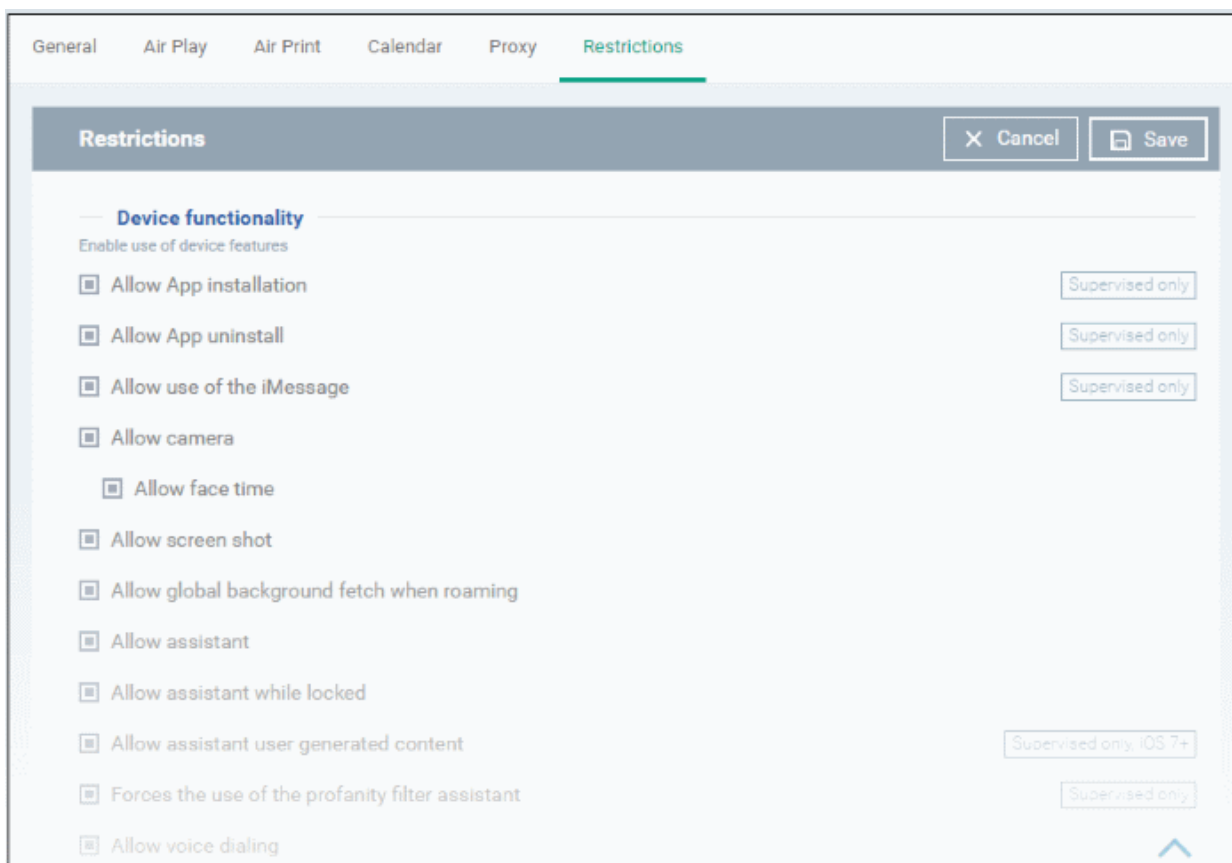 General Air Play Air Print Calendar Proxy Restrictions
Restrictions Cancel Save
Device functionality
Enable use of device features
Allow App installation Supervised only
Allow App uninstall Supervised only
Allow use of the iMessage Supervised only
Allow camera
Allow face time
Allow screen shot
Allow global background fetch when roaming
Allow assistant
Allow assistant while locked
Allow assistant user generated content Supervised only, iOS 7+
Forces the use of the profanity filter assistant Supervised only
Allow voice dialing